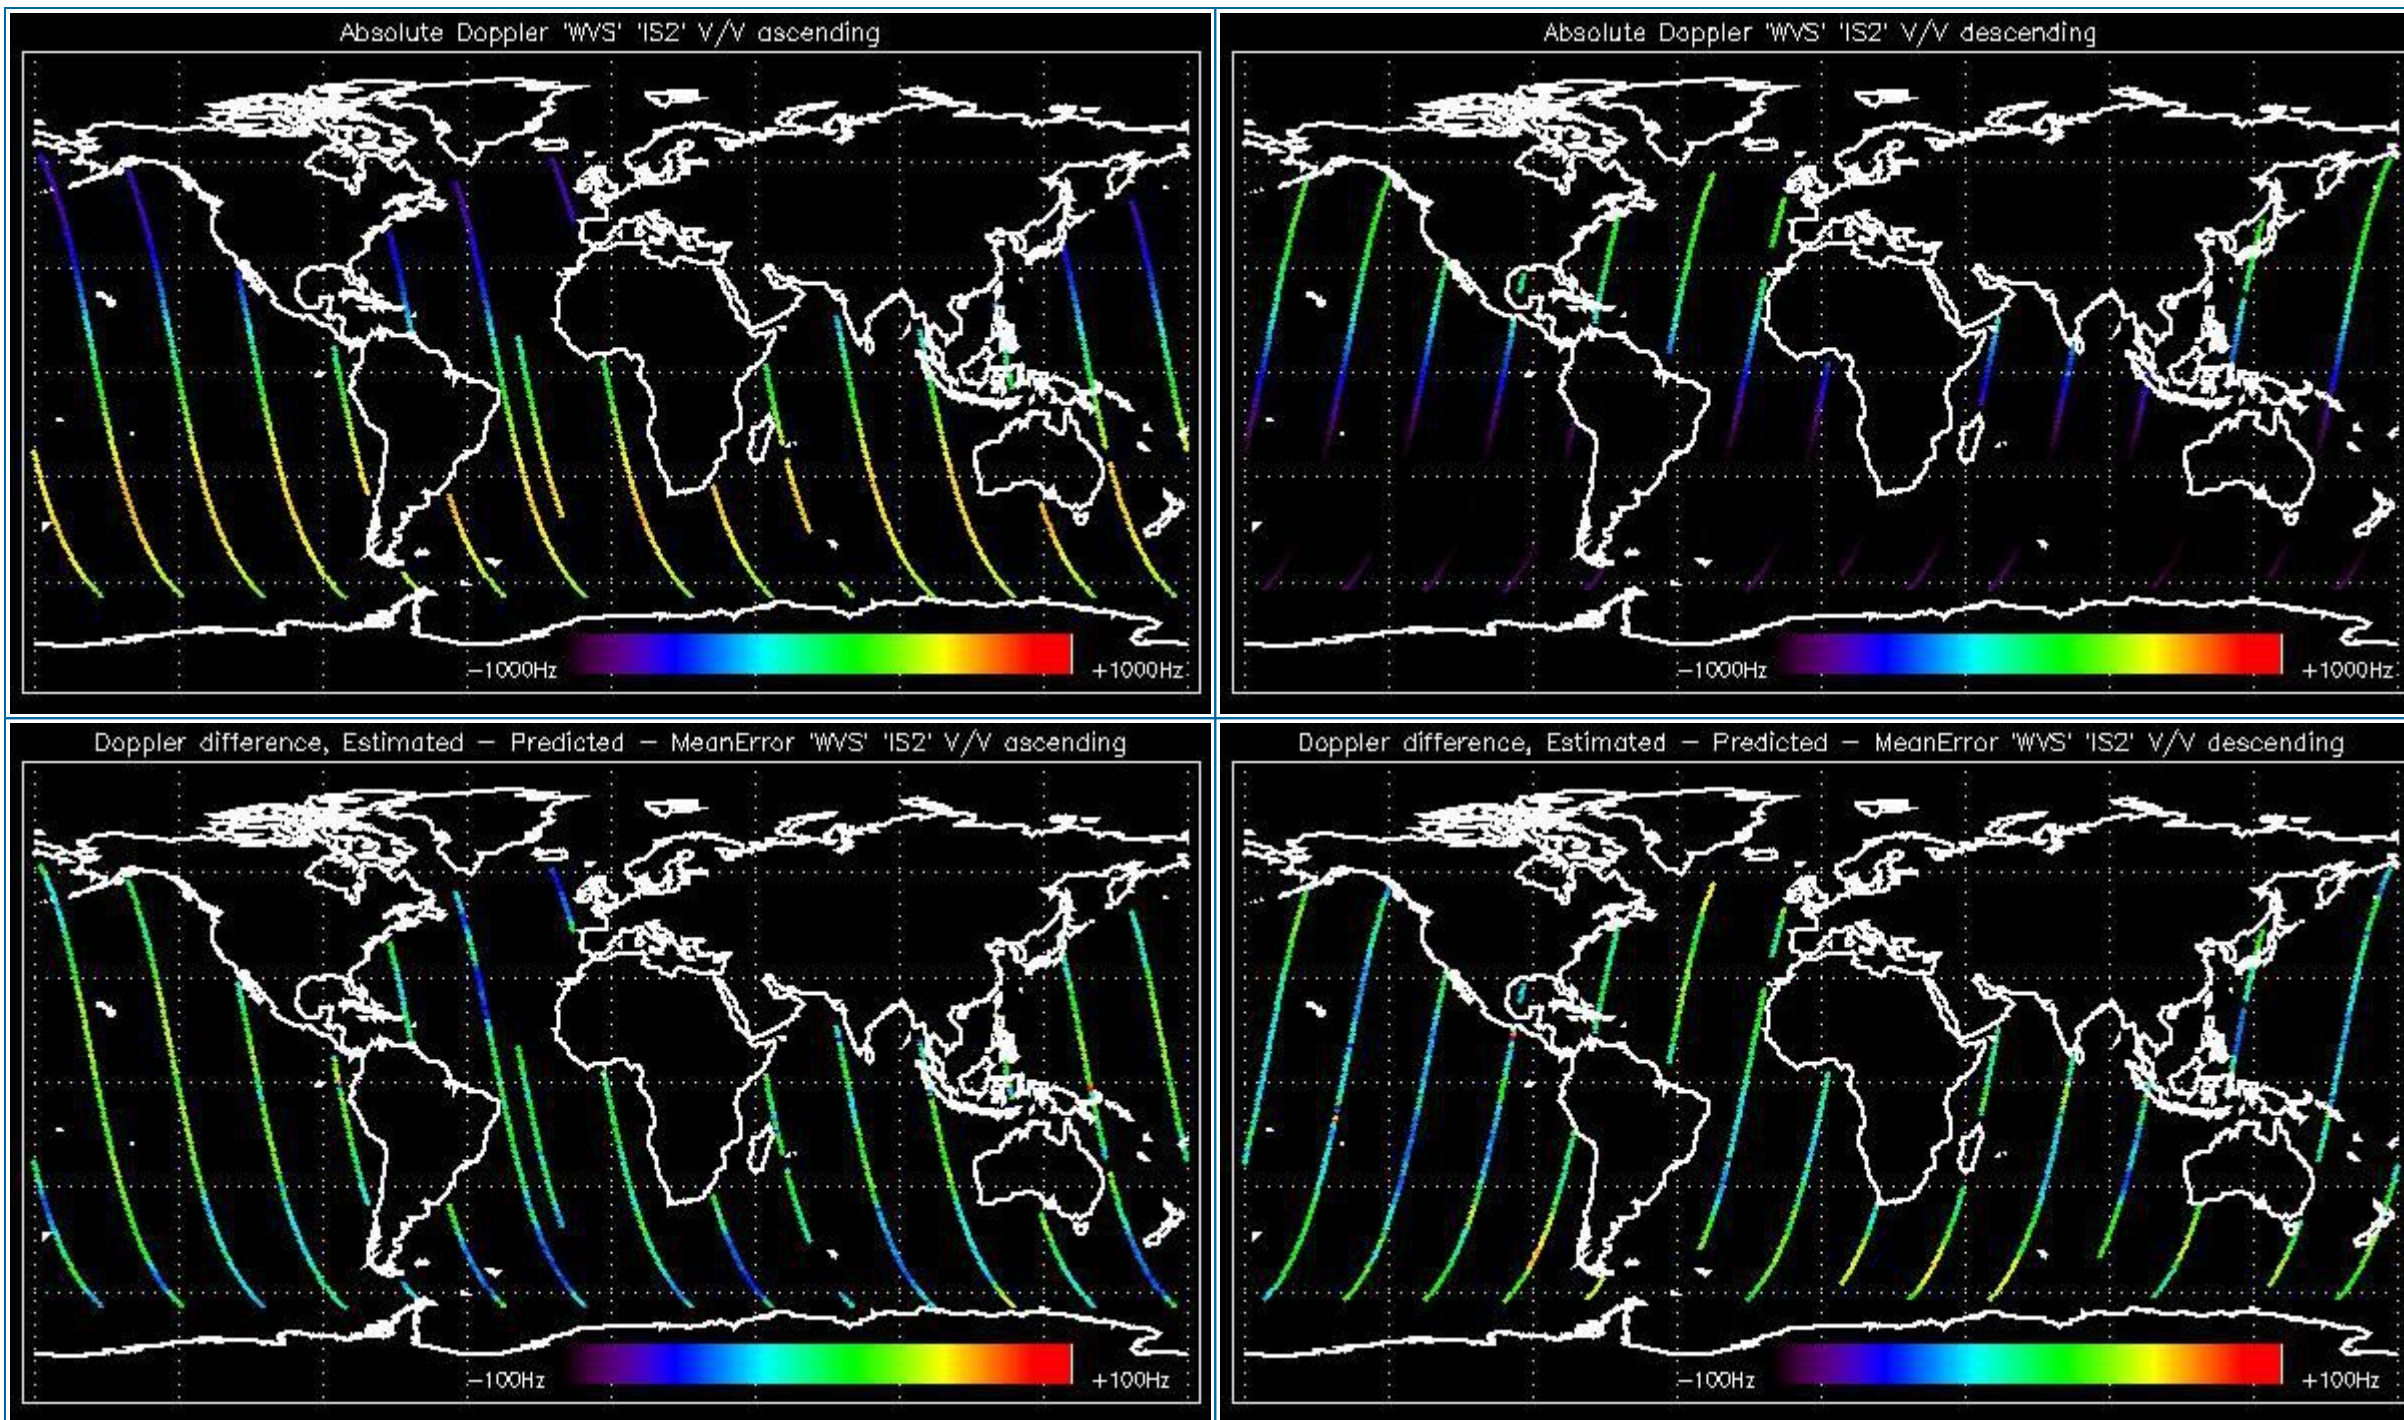 Absolute Doppler 'WVS' 'IS2' V/V ascending
-1000Hz
+1000Hz
Absolute Doppler 'WVS' 'IS2' V/V descending
-1000Hz
+1000Hz
Doppler difference, Estimated - Predicted - MeanError 'WVS' 'IS2' V/V ascending
-100Hz
+100Hz
Doppler difference, Estimated - Predicted - MeanError 'WVS' 'IS2' V/V descending
-100Hz
+100Hz